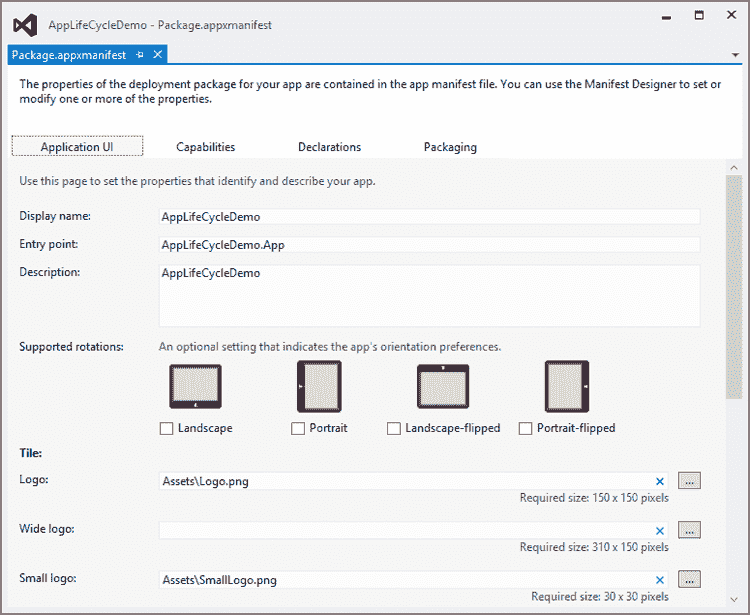 AppLifeCycleDemo - Package.appxmanifest
Package.appxmanifest
The properties of the deployment package for your app are contained in the app manifest file. You can use the Manifest Designer to set or
modify one or more of the properties.
Application UI Capabilities Declarations Packaging
Use this page to set the properties that identify and describe your app.
Display name: AppLifeCycleDemo
Entry point: AppLifeCycleDemo.App
Description: AppLifeCycleDemo
Supported rotations: An optional setting that indicates the app's orientation preferences.
Landscape Portrait Landscape-flipped Portrait-flipped
Tile:
Logo: Assets\Logo.png ...
Required size: 150 x 150 pixels
Wide logo: ...
Required size: 310 x 150 pixels
Small logo: Assets\SmallLogo.png ...
Required size: 30 x 30 pixels